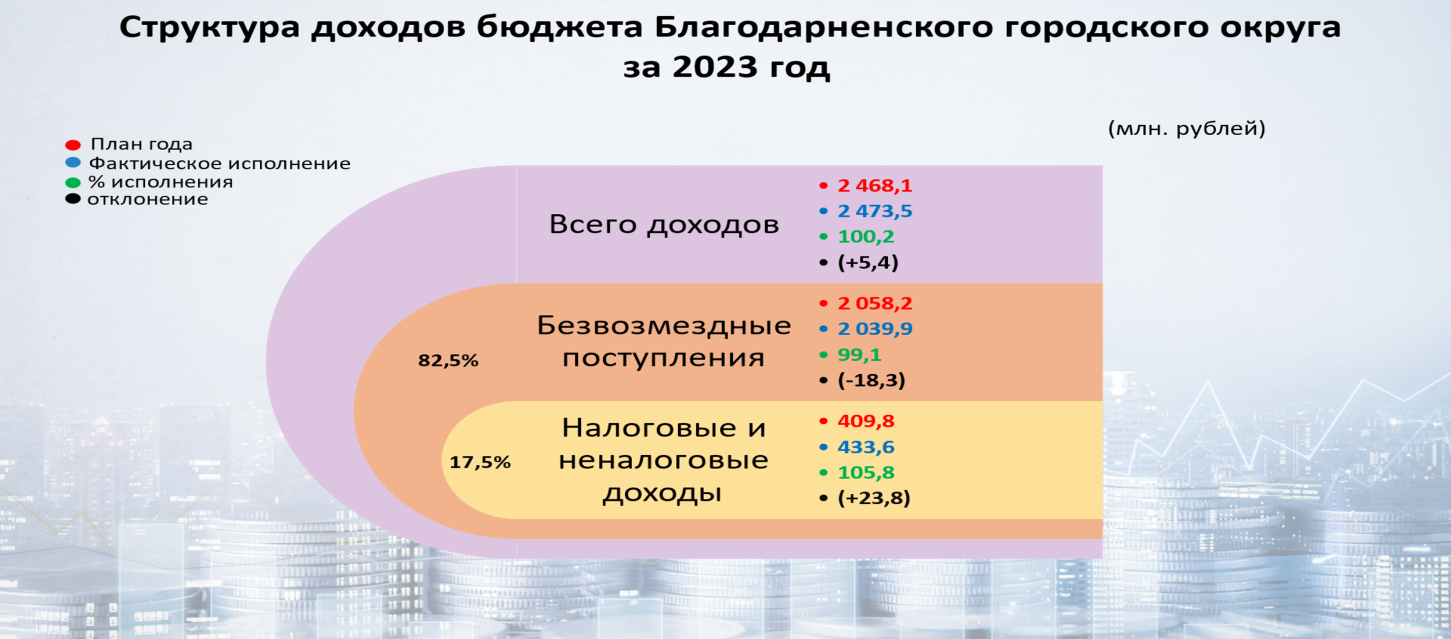 Структура доходов бюджета Благодарненского городского округа
за 2023 год
(млн. рублей)
План года
Фактическое исполнение
% исполнения
отклонение
Всего доходов
• 2 468,1
• 2 473,5
• 100,2
• (+5,4)
82,5%
Безвозмездные
поступления
• 2 058,2
• 2 039,9
• 99,1
• (-18,3)
17,5%
Налоговые и
неналоговые
доходы
• 409,8
• 433,6
• 105,8
• (+23,8)